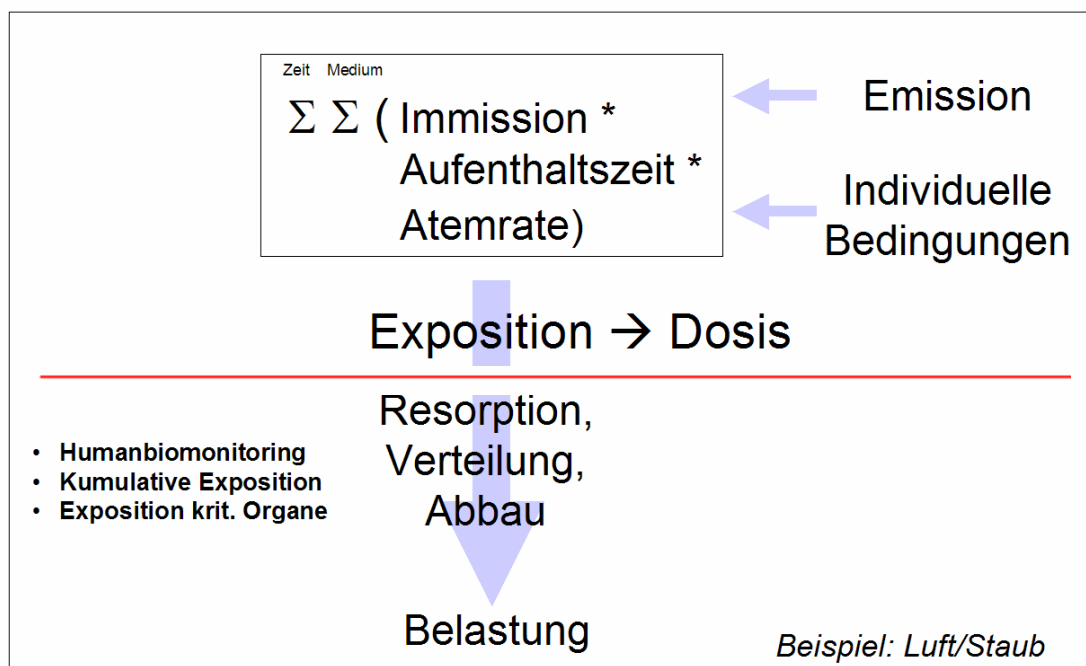 Zeit Medium
Σ Σ ( Immission *
Aufenthaltszeit *
Atemrate)
Emission
Individuelle
Bedingungen
Exposition → Dosis
Resorption,
Verteilung,
Abbau
• Humanbiomonitoring
• Kumulative Exposition
• Exposition krit. Organe
Belastung
Beispiel: Luft/Staub